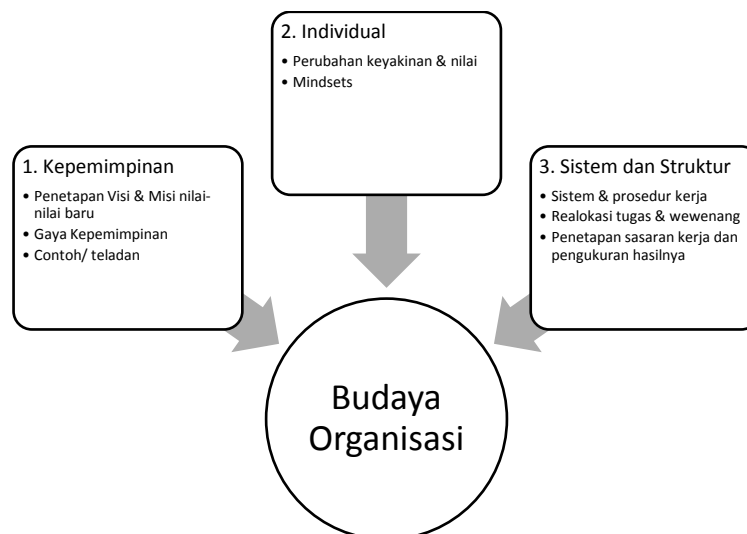 1. Kepemimpinan
• Penetapan Visi & Misi nilai-
nilai baru
• Gaya Kepemimpinan
• Contoh/ teladan
2. Individual
• Perubahan keyakinan & nilai
• Mindsets
3. Sistem dan Struktur
• Sistem & prosedur kerja
• Realokasi tugas & wewenang
• Penetapan sasaran kerja dan
pengukuran hasilnya
Budaya
Organisasi